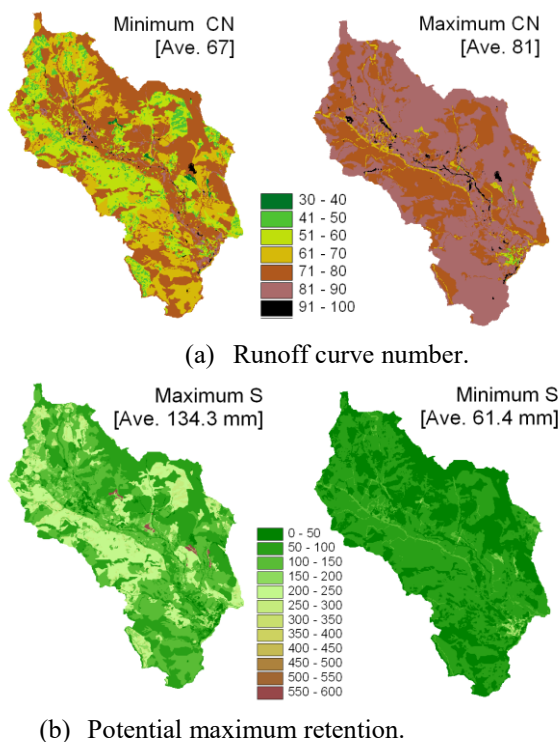 Minimum CN
[Ave. 67]
Maximum CN
[Ave. 81]
30 - 40
41 - 50
51 - 60
61 - 70
71 - 80
81 - 90
91 - 100
(a) Runoff curve number.
Maximum S
[Ave. 134.3 mm]
Minimum S
[Ave. 61.4 mm]
0 - 50
50 - 100
100 - 150
150 - 200
200 - 250
250 - 300
300 - 350
350 - 400
400 - 450
450 - 500
500 - 550
550 - 600
(b) Potential maximum retention.